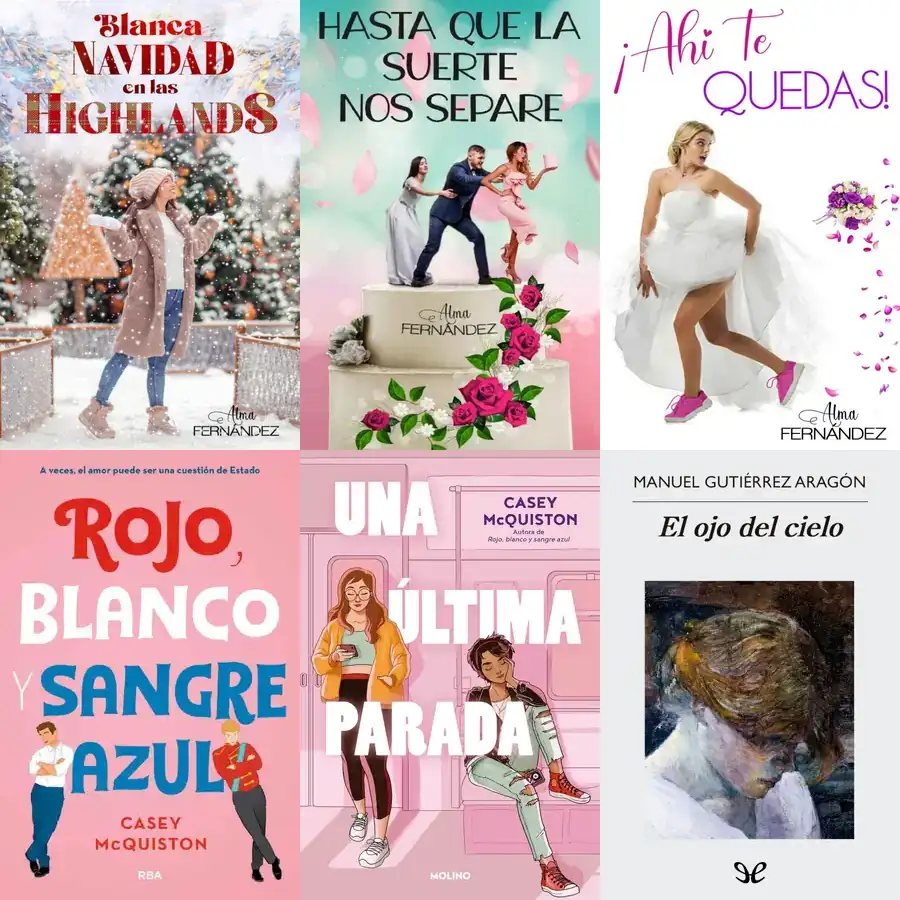 Blanca
NAVIDAD
en las
HIGHLANDS
Alma
FERNÁNDEZ
HASTA QUE LA
SUERTE
NOS SEPARE
Alma
FERNÁNDEZ
¡Ahi te
QUEDAS!
Alma
FERNÁNDEZ
A veces, el amor puede ser una cuestión de Estado
ROJO,
BLANCO
Y SANGRE
AZUL
CASEY
McQUISTON
RBA
UNA
ÚLTIMA
PARADA
CASEY
McQUISTON
Autora de
Rojo, blanco y sangre azul
MOLINO
MANUEL GUTIÉRREZ ARAGÓN
El ojo del cielo